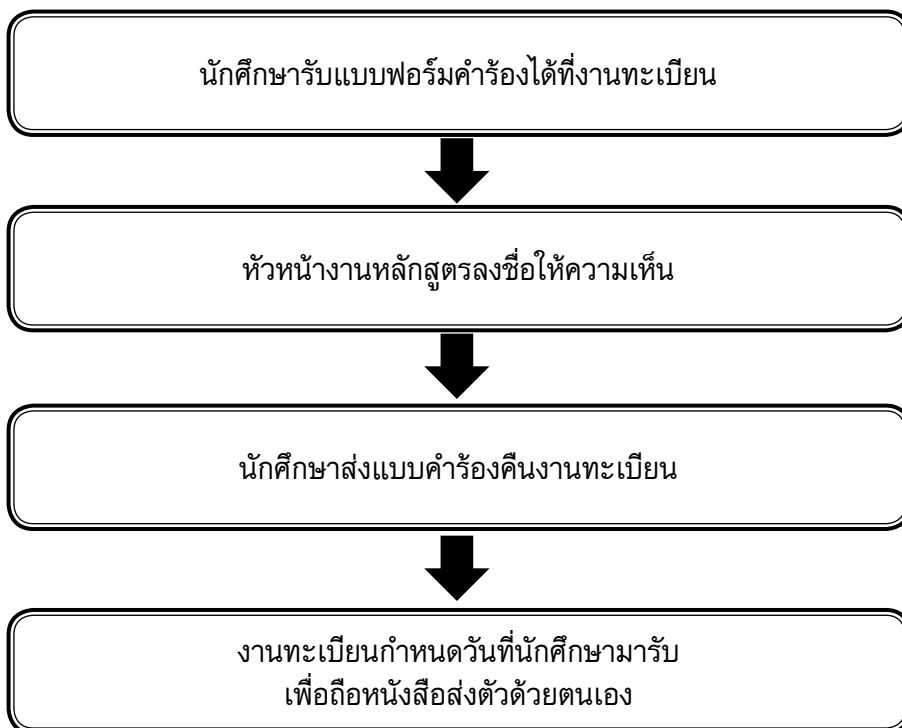 นักศึกษารับแบบฟอร์มคำร้องได้ที่งานทะเบียน
หัวหน้างานหลักสูตรลงชื่อให้ความเห็น
นักศึกษาส่งแบบคำร้องคืนงานทะเบียน
งานทะเบียนกำหนดวันที่นักศึกษามารับ
เพื่อถือหนังสือส่งตัวด้วยตนเอง